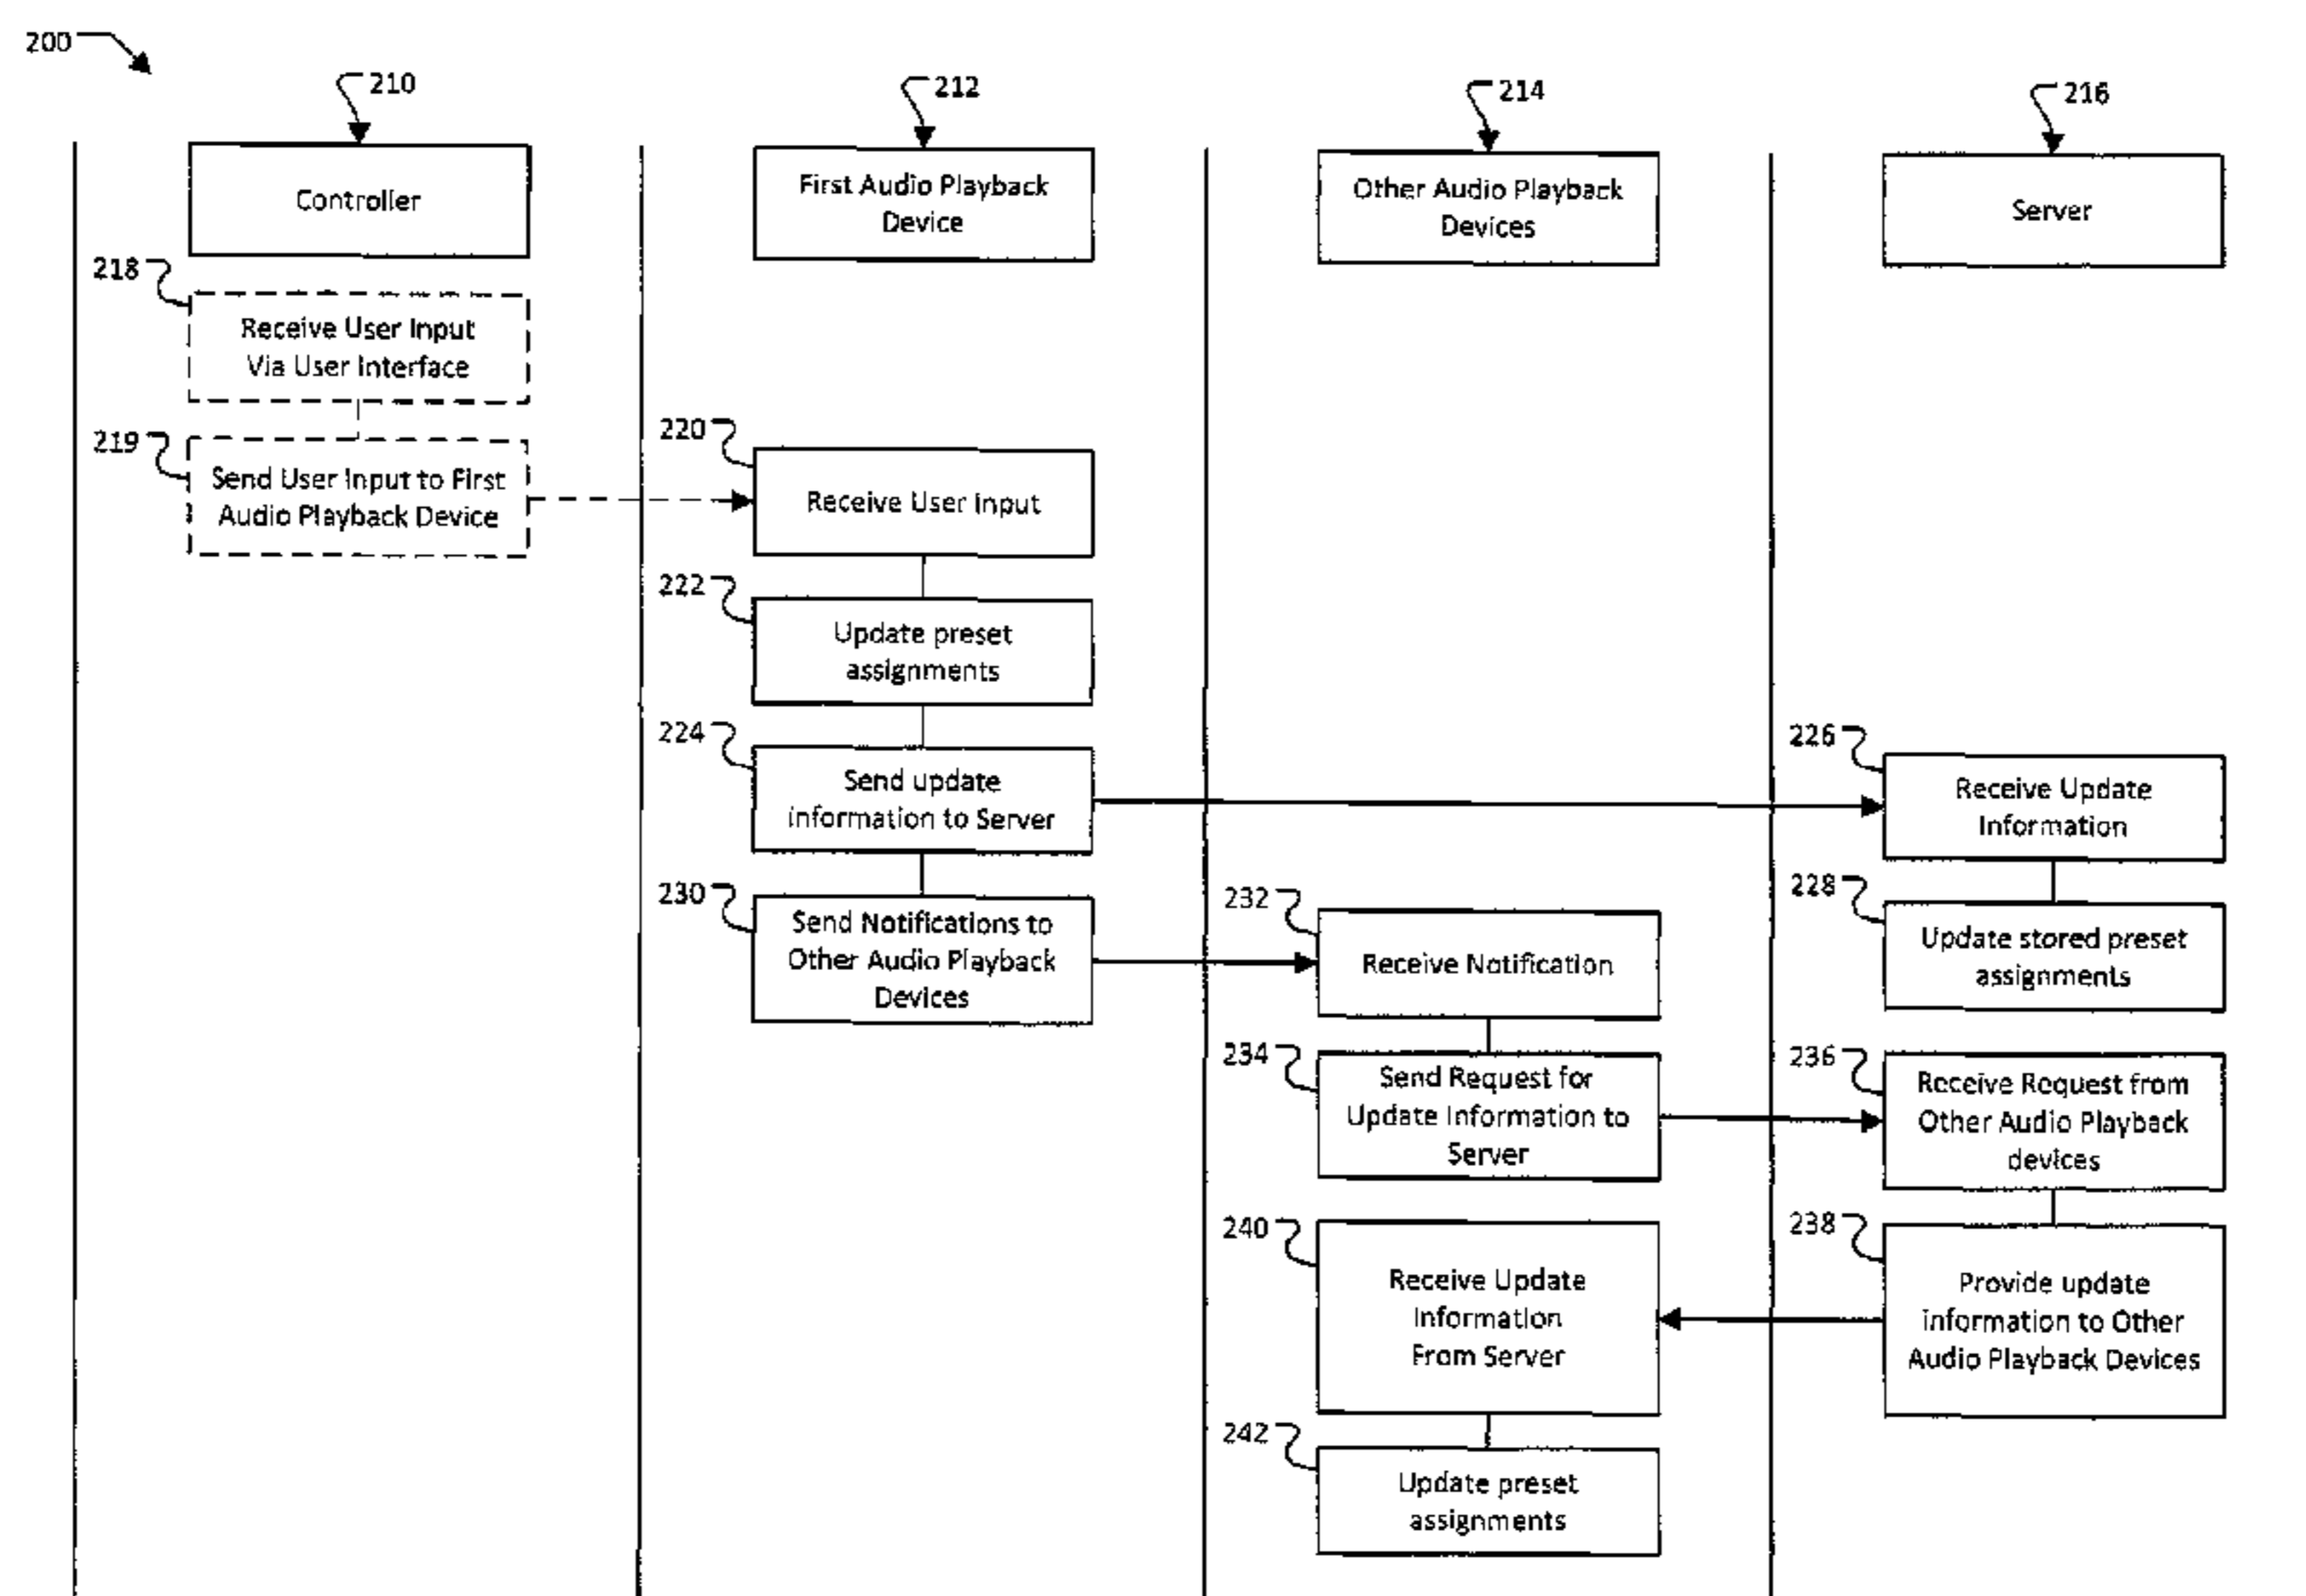 200
210
212
214
216
Controller
First Audio Playback
Device
Other Audio Playback
Devices
Server
218
Receive User Input
Via User Interface
219
Send User Input to First
Audio Playback Device
220
Receive User Input
222
Update preset
assignments
224
Send update
information to Server
226
Receive Update
Information
228
Update stored preset
assignments
230
Send Notifications to
Other Audio Playback
Devices
232
Receive Notification
234
Send Request for
Update Information to
Server
236
Receive Request from
Other Audio Playback
devices
238
Provide update
information to Other
Audio Playback Devices
240
Receive Update
Information
From Server
242
Update preset
assignments